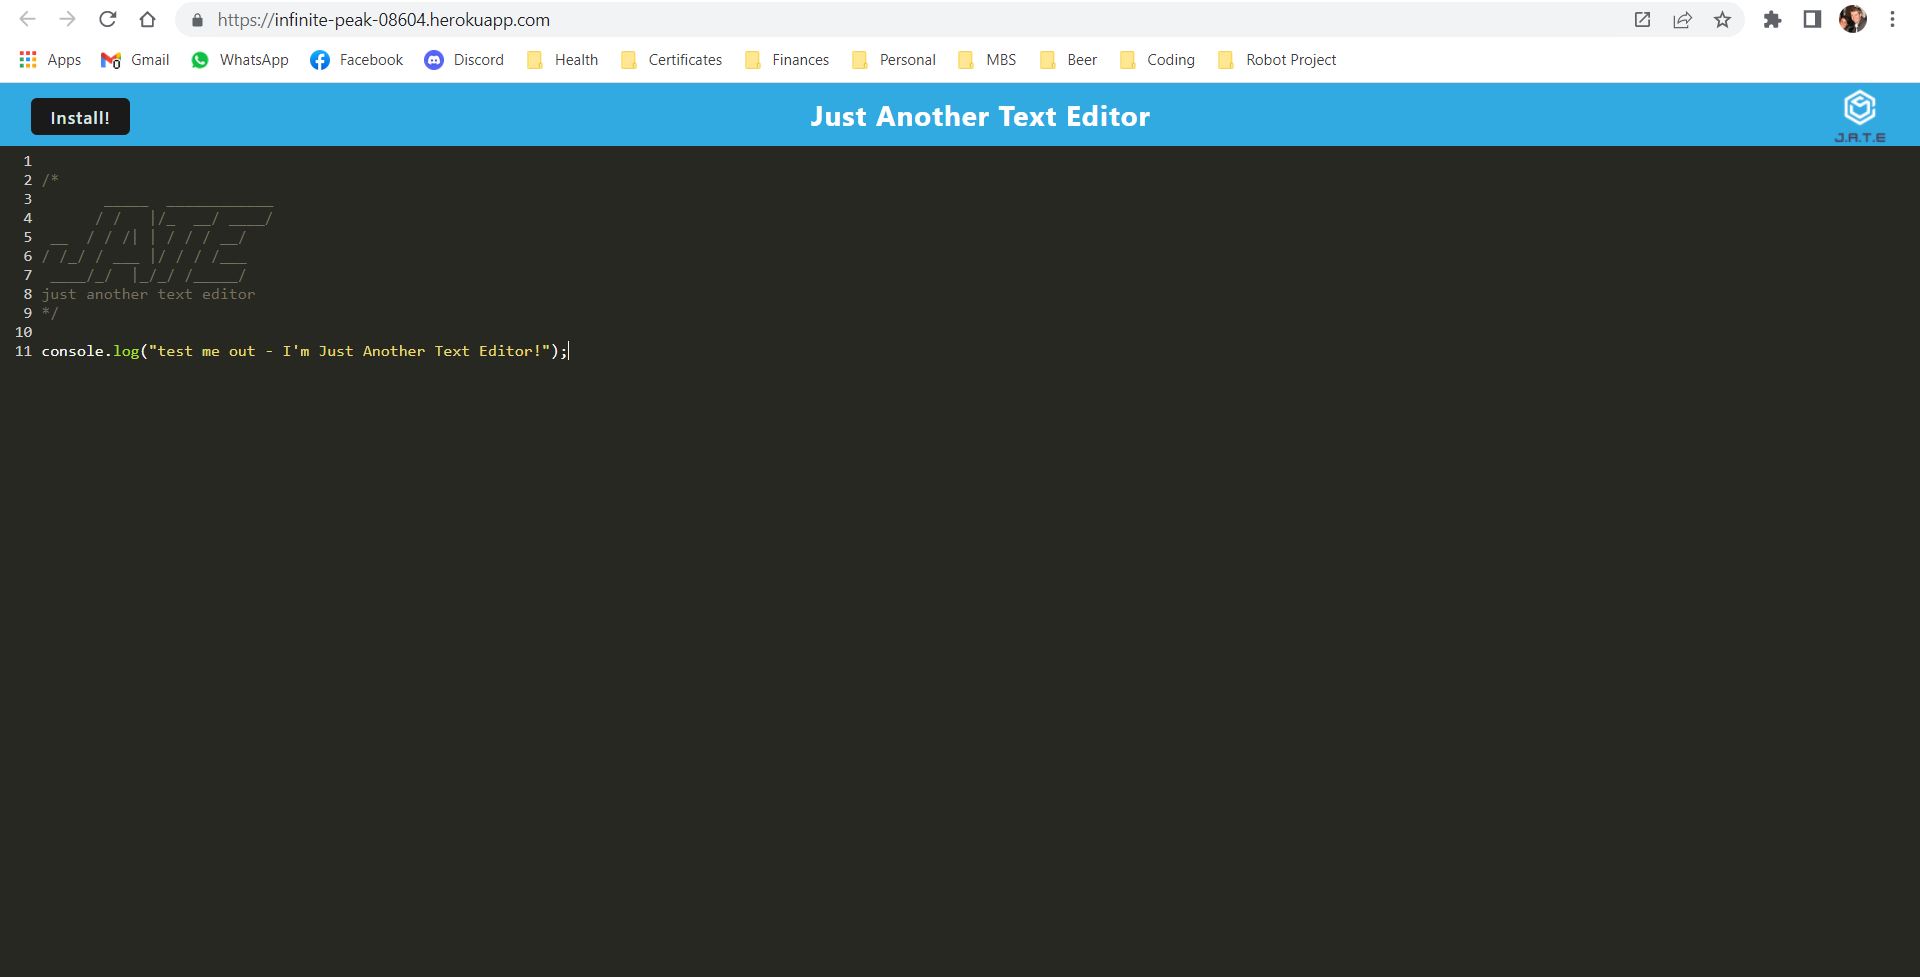 https://infinite-peak-08604.herokuapp.com
Apps Gmail WhatsApp Facebook Discord Health Certificates Finances Personal MBS Beer Coding Robot Project
Install! Just Another Text Editor J.A.T.E
1
2 /*
3        _____  ____________
4       / /   |/_  __/ ____/
5  __  / / /| | / / / __/
6 / /_/ / ___ |/ / / /___
7  ____/_/  |_/_/ /_____/
8 just another text editor
9 */
10
11 console.log("test me out - I'm Just Another Text Editor!");